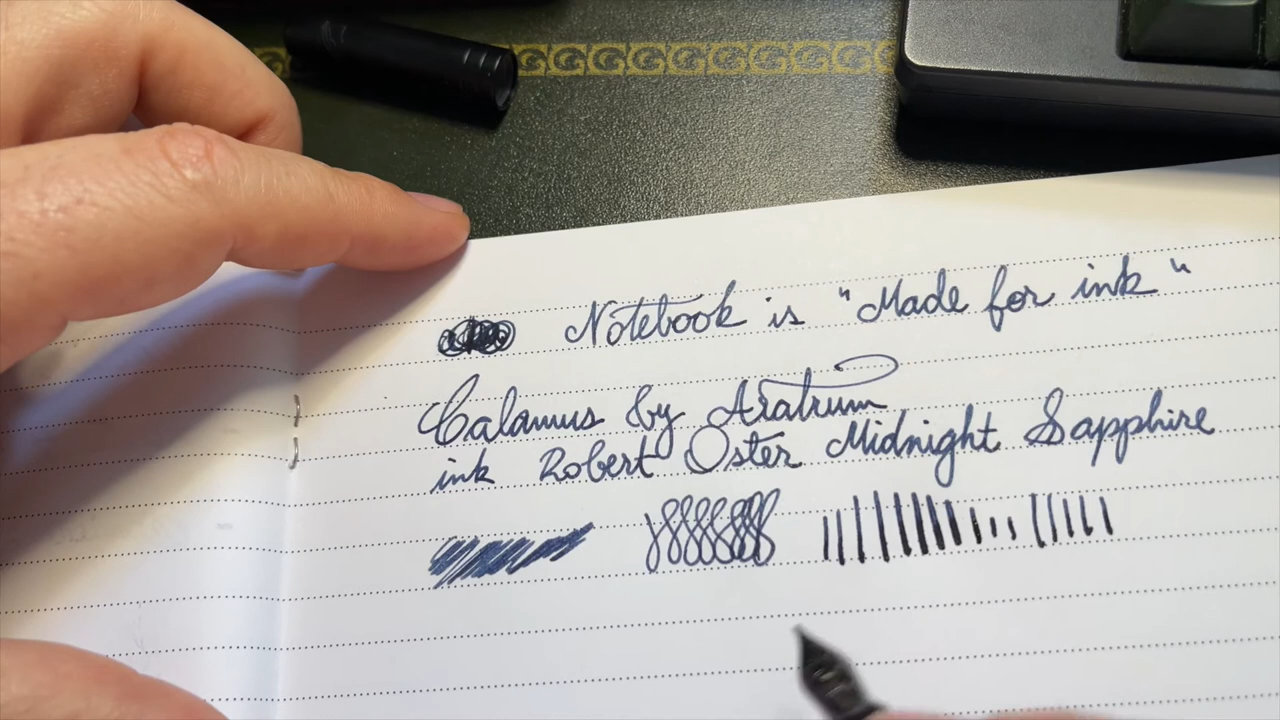 Notebook is "Made for ink"
Calamus by Aratrum
ink Robert Oster Midnight Sapphire